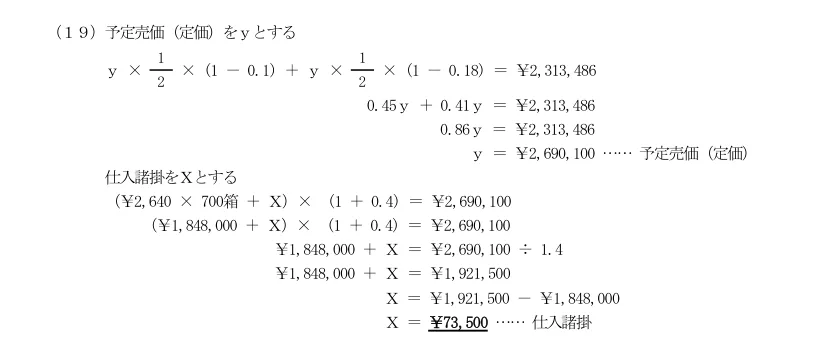 （１９）予定売価（定価）をｙとする
ｙ × 1/2 ×（1 － 0.1）＋ ｙ × 1/2 ×（1 － 0.18）＝ ￥2,313,486
0.45ｙ ＋ 0.41ｙ ＝ ￥2,313,486
0.86ｙ ＝ ￥2,313,486
ｙ ＝ ￥2,690,100 …… 予定売価（定価）
仕入諸掛をＸとする
（￥2,640 × 700箱 ＋ Ｘ）×（1 ＋ 0.4）＝ ￥2,690,100
（￥1,848,000 ＋ Ｘ）×（1 ＋ 0.4）＝ ￥2,690,100
￥1,848,000 ＋ Ｘ ＝ ￥2,690,100 ÷ 1.4
￥1,848,000 ＋ Ｘ ＝ ￥1,921,500
Ｘ ＝ ￥1,921,500 － ￥1,848,000
Ｘ ＝ ￥73,500 …… 仕入諸掛